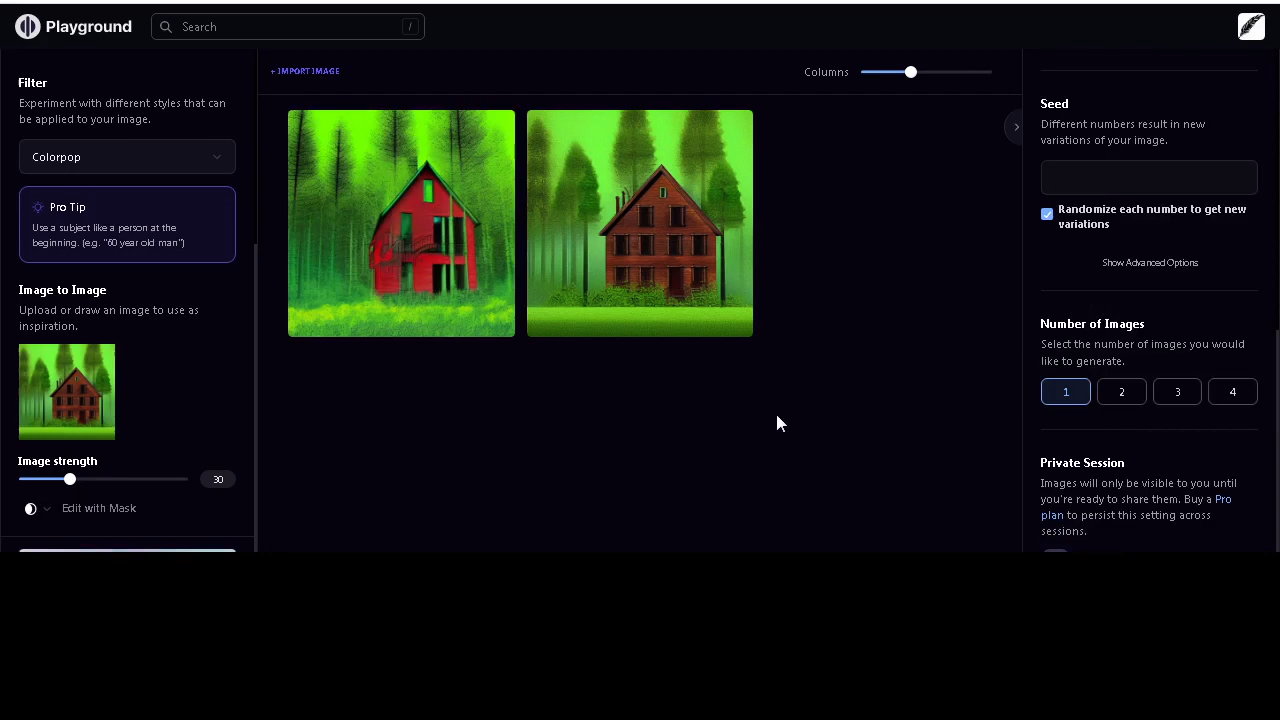 Playground
Search
/
Filter
Experiment with different styles that can
be applied to your image.
Colorpop
Pro Tip
Use a subject like a person at the
beginning. (e.g. "60 year old man")
Image to Image
Upload or draw an image to use as
inspiration.
Image strength
30
Edit with Mask
+ IMPORT IMAGE
Columns
Seed
Different numbers result in new
variations of your image.
Randomize each number to get new
variations
Show Advanced Options
Number of Images
Select the number of images you would
like to generate.
1
2
3
4
Private Session
Images will only be visible to you until
you're ready to share them. Buy a Pro
plan to persist this setting across
sessions.